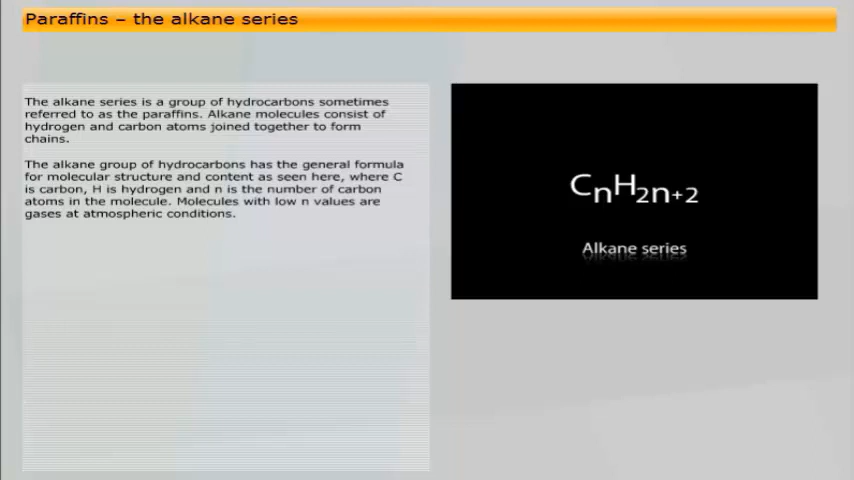 Paraffins – the alkane series
The alkane series is a group of hydrocarbons sometimes
referred to as the paraffins. Alkane molecules consist of
hydrogen and carbon atoms joined together to form
chains.
The alkane group of hydrocarbons has the general formula
for molecular structure and content as seen here, where C
is carbon, H is hydrogen and n is the number of carbon
atoms in the molecule. Molecules with low n values are
gases at atmospheric conditions.
CnH2n+2
Alkane series